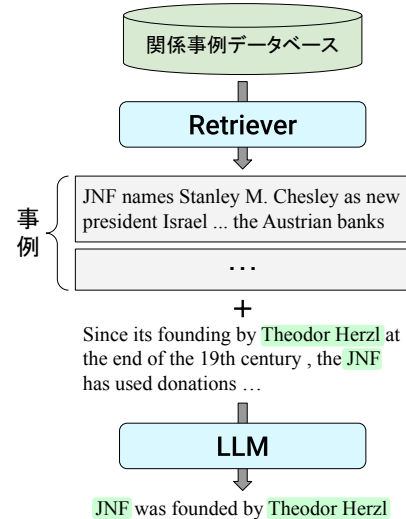 関係事例データベース
Retriever
事
例
JNF names Stanley M. Chesley as new
president Israel ... the Austrian banks
...
+
Since its founding by Theodor Herzl at
the end of the 19th century , the JNF
has used donations ...
LLM
JNF was founded by Theodor Herzl